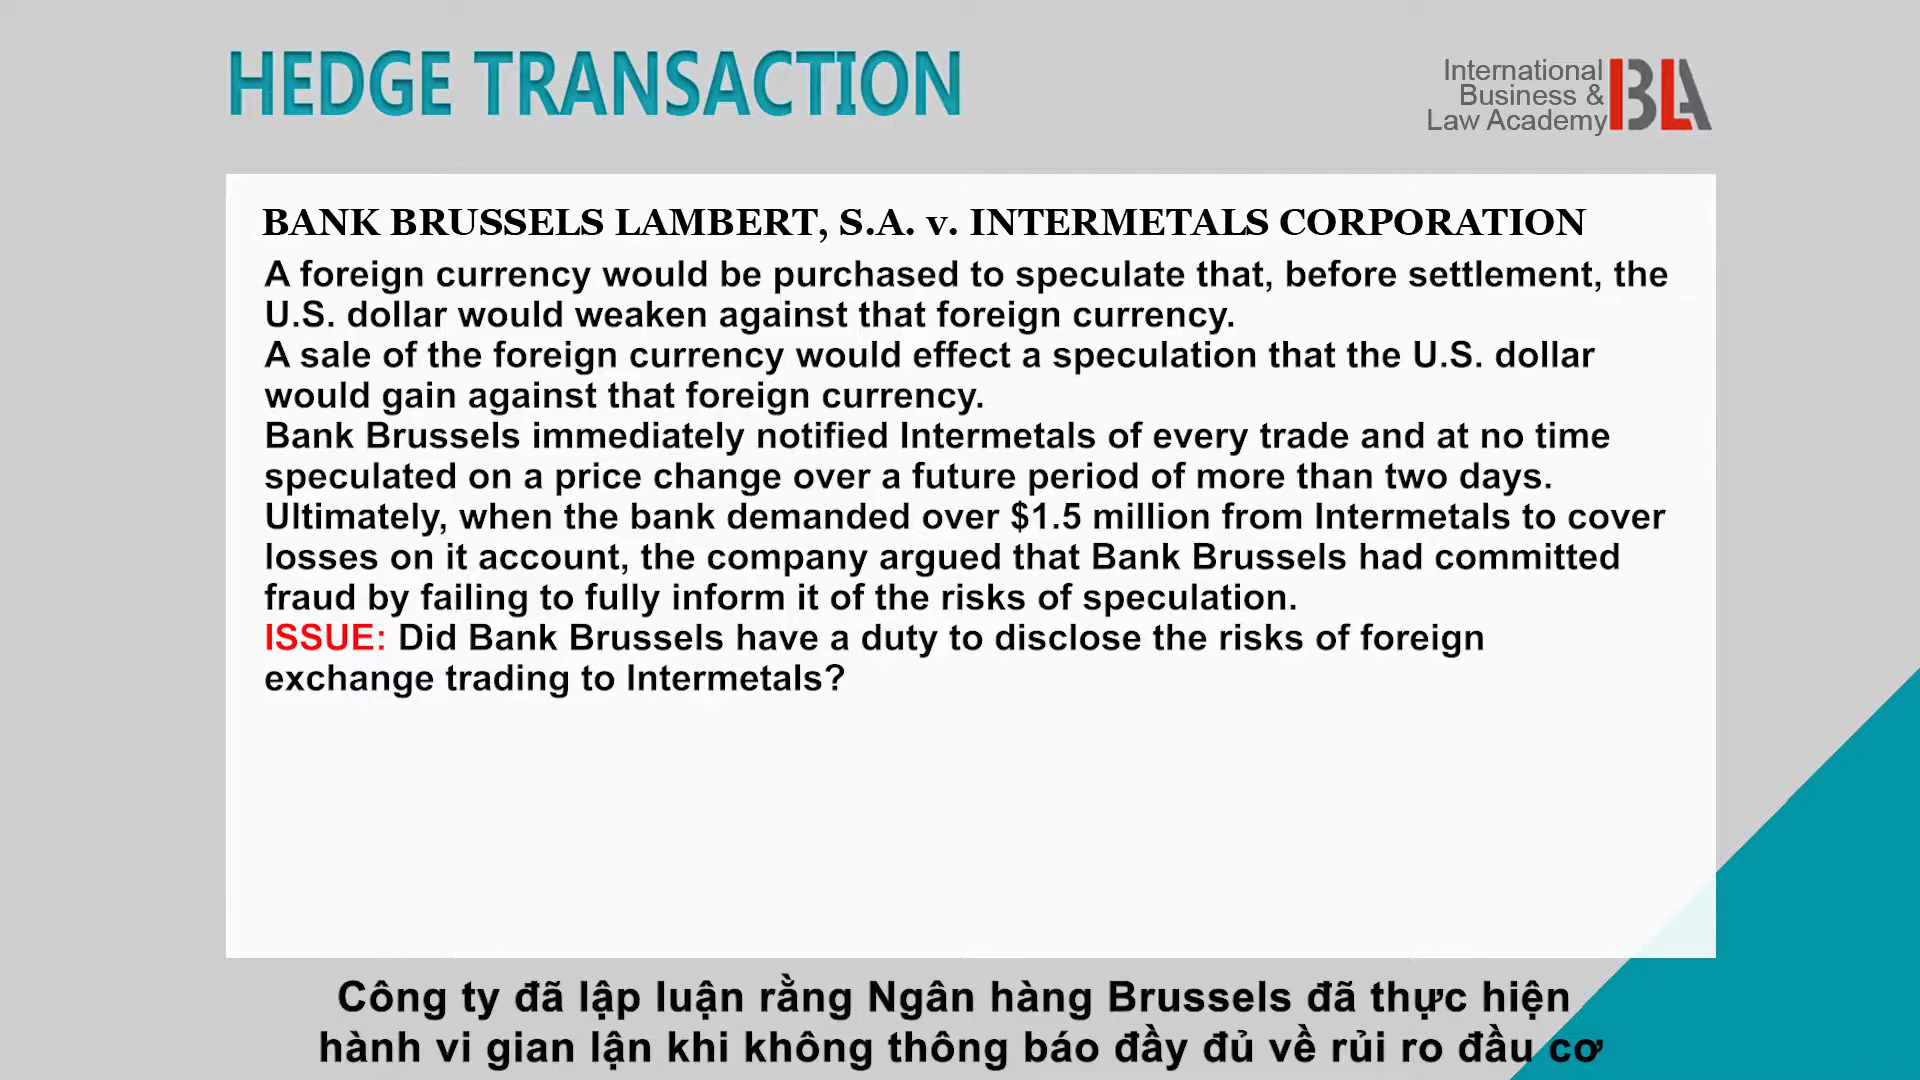 HEDGE TRANSACTION
International
Business &
Law Academy
IBLA
BANK BRUSSELS LAMBERT, S.A. v. INTERMETALS CORPORATION
A foreign currency would be purchased to speculate that, before settlement, the
U.S. dollar would weaken against that foreign currency.
A sale of the foreign currency would effect a speculation that the U.S. dollar
would gain against that foreign currency.
Bank Brussels immediately notified Intermetals of every trade and at no time
speculated on a price change over a future period of more than two days.
Ultimately, when the bank demanded over $1.5 million from Intermetals to cover
losses on it account, the company argued that Bank Brussels had committed
fraud by failing to fully inform it of the risks of speculation.
ISSUE: Did Bank Brussels have a duty to disclose the risks of foreign
exchange trading to Intermetals?
Công ty đã lập luận rằng Ngân hàng Brussels đã thực hiện
hành vi gian lận khi không thông báo đầy đủ về rủi ro đầu cơ